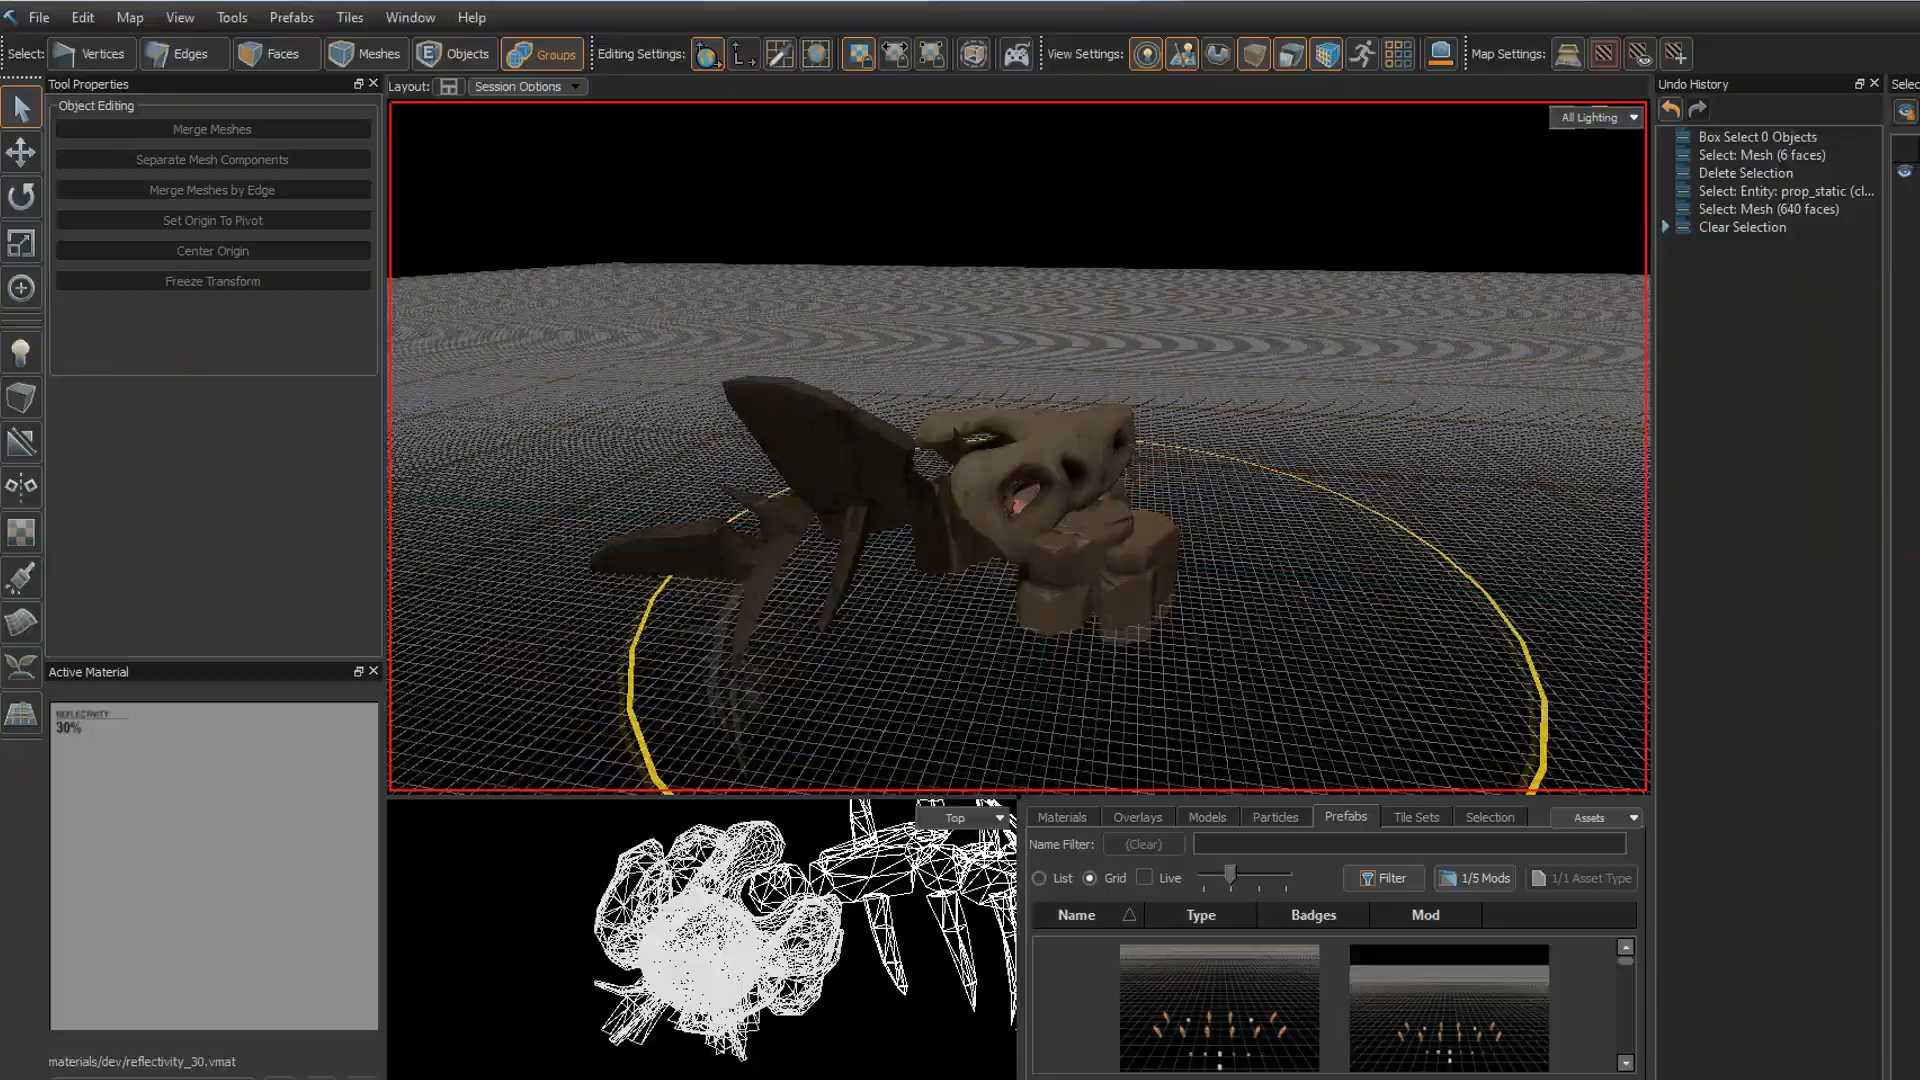 File Edit Map View Tools Prefabs Tiles Window Help
Select: Vertices Edges Faces Meshes Objects Groups Editing Settings: View Settings: Map Settings:
Tool Properties
Object Editing
Merge Meshes
Separate Mesh Components
Merge Meshes by Edge
Set Origin To Pivot
Center Origin
Freeze Transform
Active Material
REFLECTIVITY
30%
materials/dev/reflectivity_30.vmat
Layout: Session Options
All Lighting
Top
Materials Overlays Models Particles Prefabs Tile Sets Selection Assets
Name Filter: (Clear)
List Grid Live Filter 1/5 Mods 1/1 Asset Type
Name Type Badges Mod
Undo History
Box Select 0 Objects
Select: Mesh (6 faces)
Delete Selection
Select: Entity: prop_static (cl...
Select: Mesh (640 faces)
Clear Selection
Selec